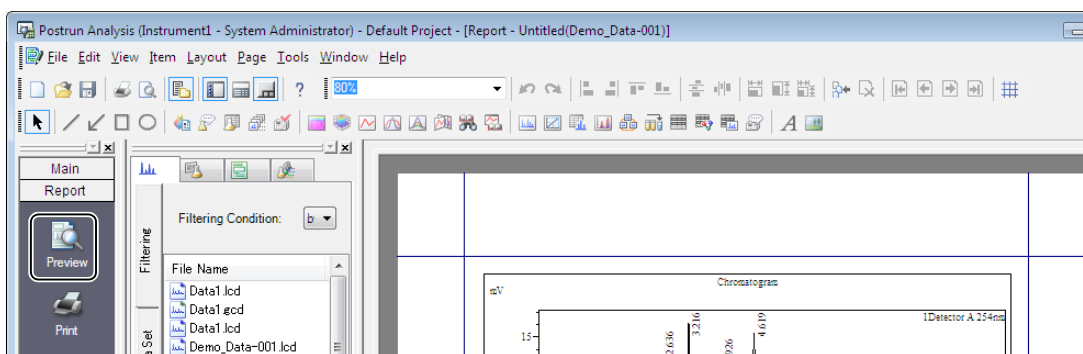 Postrun Analysis (Instrument1 - System Administrator) - Default Project - [Report - Untitled(Demo_Data-001)]
File Edit View Item Layout Page Tools Window Help
80%
Main
Report
Preview
Print
Filtering
Filtering Condition: b
File Name
Data1.lcd
Data1.gcd
Data1.lcd
Demo_Data-001.lcd
Set
Chromatogram
mV
1Detector A 254nm
15
2.636
3.216
926
4.619